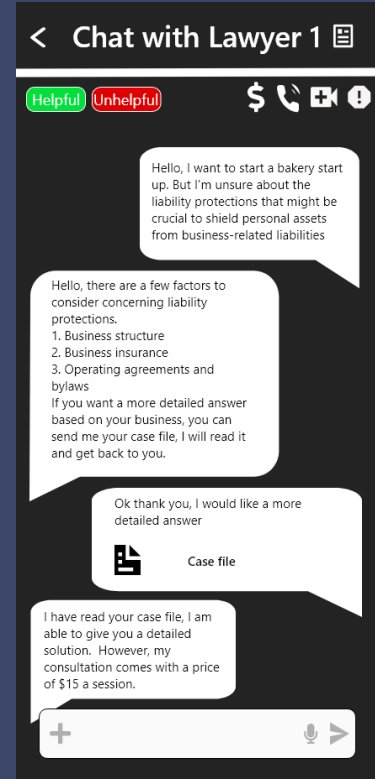 Chat with Lawyer 1
Helpful Unhelpful
Hello, I want to start a bakery start
up. But I'm unsure about the
liability protections that might be
crucial to shield personal assets
from business-related liabilities
Hello, there are a few factors to
consider concerning liability
protections.
1. Business structure
2. Business insurance
3. Operating agreements and
bylaws
If you want a more detailed answer
based on your business, you can
send me your case file, I will read it
and get back to you.
Ok thank you, I would like a more
detailed answer
Case file
I have read your case file, I am
able to give you a detailed
solution. However, my
consultation comes with a price
of $15 a session.